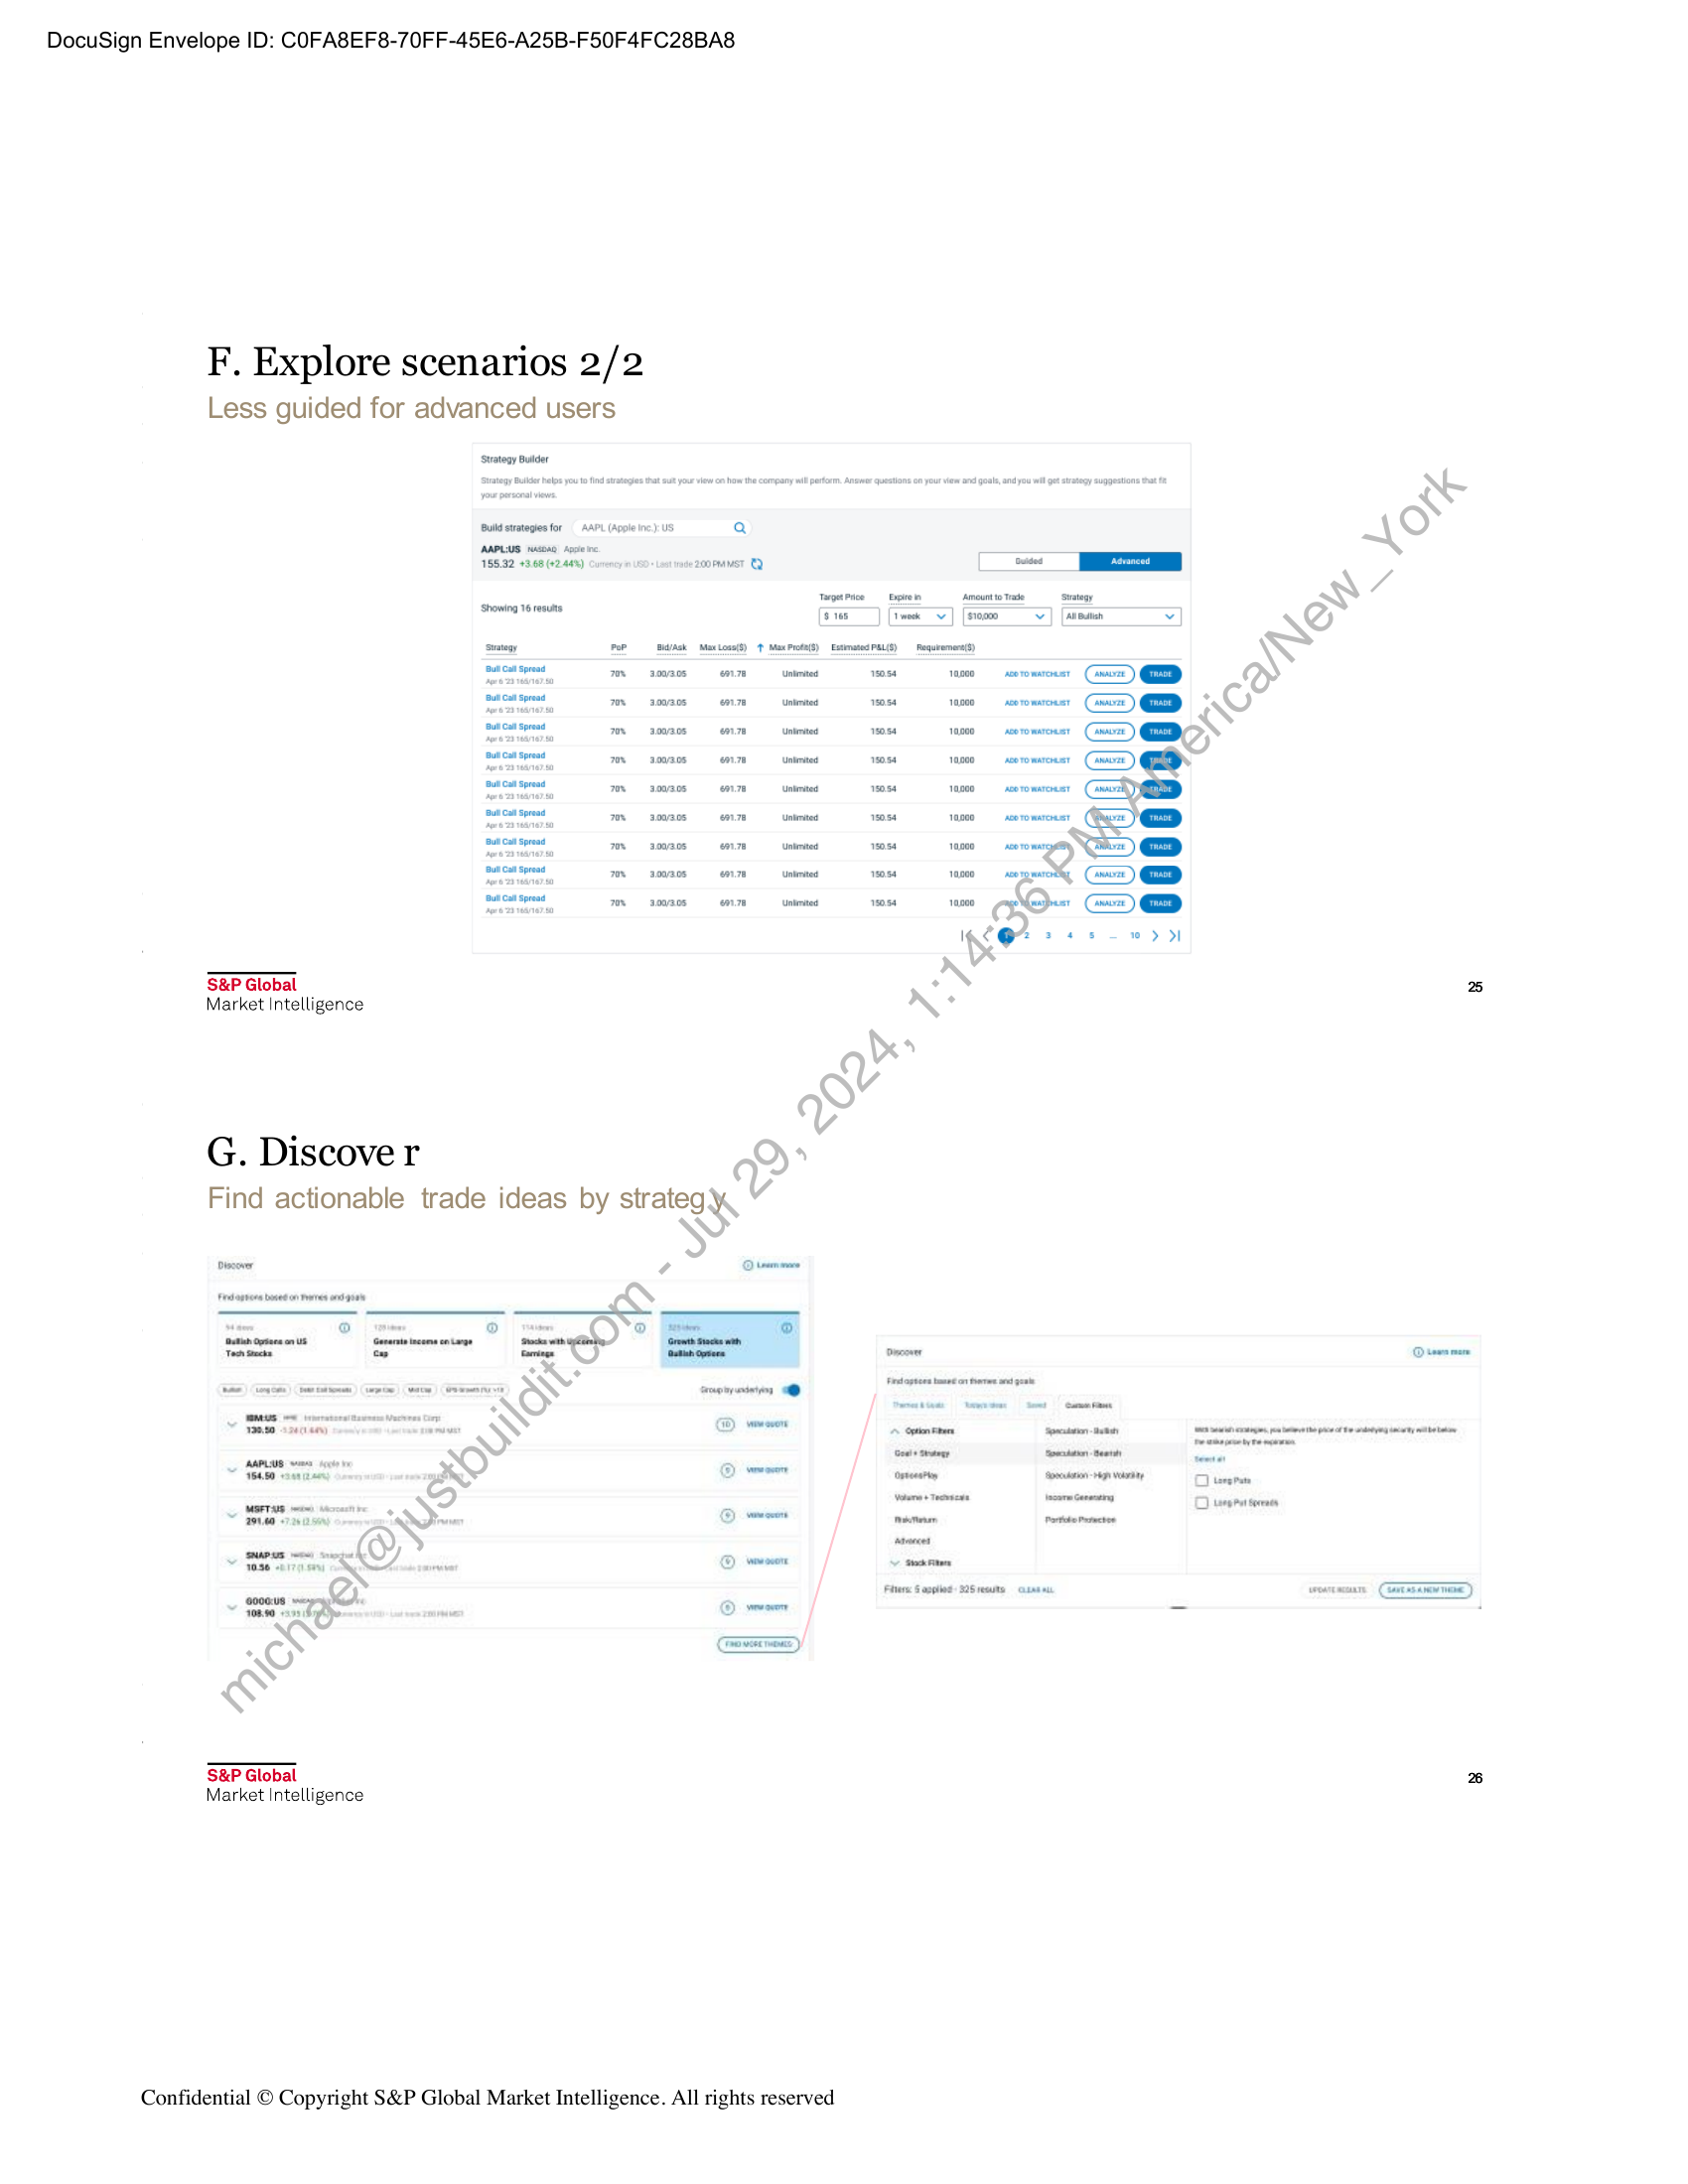 DocuSign Envelope ID: C0FA8EF8-70FF-45E6-A25B-F50F4FC28BA8
F. Explore scenarios 2/2
Less guided for advanced users
Strategy Builder
Strategy Builder helps you to find strategies that suit your view on how the company will perform. Answer questions on your view and goals, and you will get strategy suggestions that fit
your personal views.
Build strategies for AAPL (Apple Inc.): US
AAPL:US NASDAQ Apple Inc.
155.32 +3.68 (+2.44%) Currency in USD • Last trade 2:00 PM MST
Guided Advanced
Target Price Expire in Amount to Trade Strategy
Showing 16 results
$ 165 1 week $10,000 All Bullish
Strategy PoP Bid/Ask Max Loss($) Max Profit($) Estimated P&L($) Requirement($)
Bull Call Spread 70% 3.00/3.05 691.78 Unlimited 150.54 10,000 ADD TO WATCHLIST ANALYZE TRADE
Apr 6 '23 165/167.50
Bull Call Spread 70% 3.00/3.05 691.78 Unlimited 150.54 10,000 ADD TO WATCHLIST ANALYZE TRADE
Apr 6 '23 165/167.50
Bull Call Spread 70% 3.00/3.05 691.78 Unlimited 150.54 10,000 ADD TO WATCHLIST ANALYZE TRADE
Apr 6 '23 165/167.50
Bull Call Spread 70% 3.00/3.05 691.78 Unlimited 150.54 10,000 ADD TO WATCHLIST ANALYZE TRADE
Apr 6 '23 165/167.50
Bull Call Spread 70% 3.00/3.05 691.78 Unlimited 150.54 10,000 ADD TO WATCHLIST ANALYZE TRADE
Apr 6 '23 165/167.50
Bull Call Spread 70% 3.00/3.05 691.78 Unlimited 150.54 10,000 ADD TO WATCHLIST ANALYZE TRADE
Apr 6 '23 165/167.50
Bull Call Spread 70% 3.00/3.05 691.78 Unlimited 150.54 10,000 ADD TO WATCHLIST ANALYZE TRADE
Apr 6 '23 165/167.50
Bull Call Spread 70% 3.00/3.05 691.78 Unlimited 150.54 10,000 ADD TO WATCHLIST ANALYZE TRADE
Apr 6 '23 165/167.50
Bull Call Spread 70% 3.00/3.05 691.78 Unlimited 150.54 10,000 ADD TO WATCHLIST ANALYZE TRADE
Apr 6 '23 165/167.50
1 2 3 4 5 ... 10
S&P Global
Market Intelligence
25
G. Discove r
Find actionable trade ideas by strateg y
Discover Learn more
Find options based on themes and goals
94 ideas
Bullish Options on US
Tech Stocks
129 ideas
Generate Income on Large
Cap
114 ideas
Stocks with Upcoming
Earnings
325 ideas
Growth Stocks with
Bullish Options
Bullish Long Calls Debit Call Spreads Large Cap Mid Cap Group by underlying
IBM:US International Business Machines Corp
130.50 -1.24 (1.44%) 10 VIEW QUOTE
AAPL:US NASDAQ Apple Inc
154.50 +3.68 (2.44%) VIEW QUOTE
MSFT:US NASDAQ Microsoft Inc
291.60 +7.26 (2.55%) VIEW QUOTE
SNAP:US NASDAQ Snapchat
10.56 +0.17 VIEW QUOTE
GOOG:US
108.90 VIEW QUOTE
FIND MORE THEMES
Discover Learn more
Find options based on themes and goals
Themes & Goals Today's Ideas Saved Custom Filters
Option Filters
Goal + Strategy
OptionsPlay
Volume + Technicals
Risk/Return
Advanced
Stock Filters
Speculation - Bullish
Speculation - Bearish
Speculation - High Volatility
Income Generating
Portfolio Protection
With bearish strategies, you believe the price of the underlying security will be below
the strike price by the expiration.
Select all
Long Puts
Long Put Spreads
Filters: 5 applied - 325 results CLEAR ALL UPDATE RESULTS SAVE AS A NEW THEME
S&P Global
Market Intelligence
26
michael@justbuildit.com - Jul 29, 2024, 1:14:36 PM America/New_York
Confidential © Copyright S&P Global Market Intelligence. All rights reserved